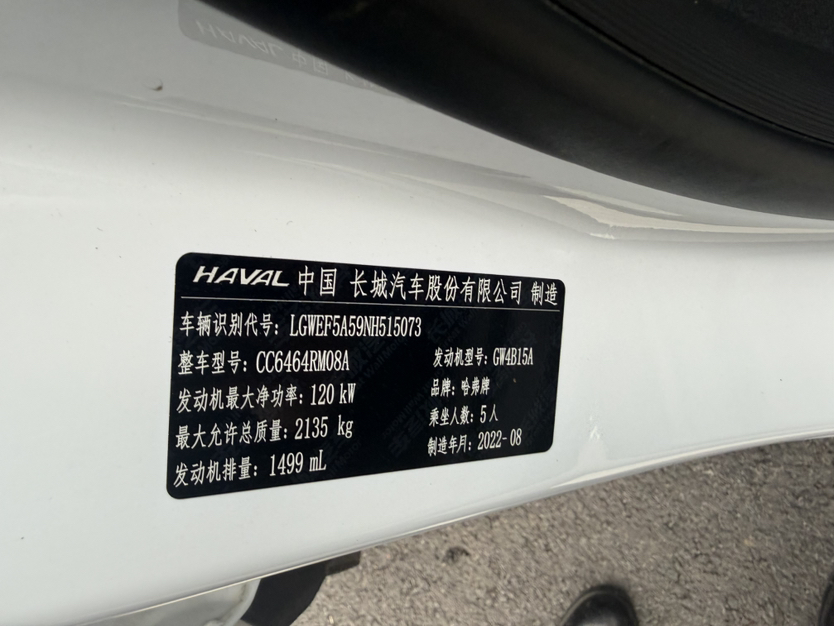 HAVAL 中国 长城汽车股份有限公司 制造
车辆识别代号: LGWEF5A59NH515073
整车型号: CC6464RM08A 发动机型号: GW4B15A
发动机最大净功率: 120 kW 品牌: 哈弗牌
最大允许总质量: 2135 kg 乘坐人数: 5人
发动机排量: 1499 mL 制造年月: 2022-08